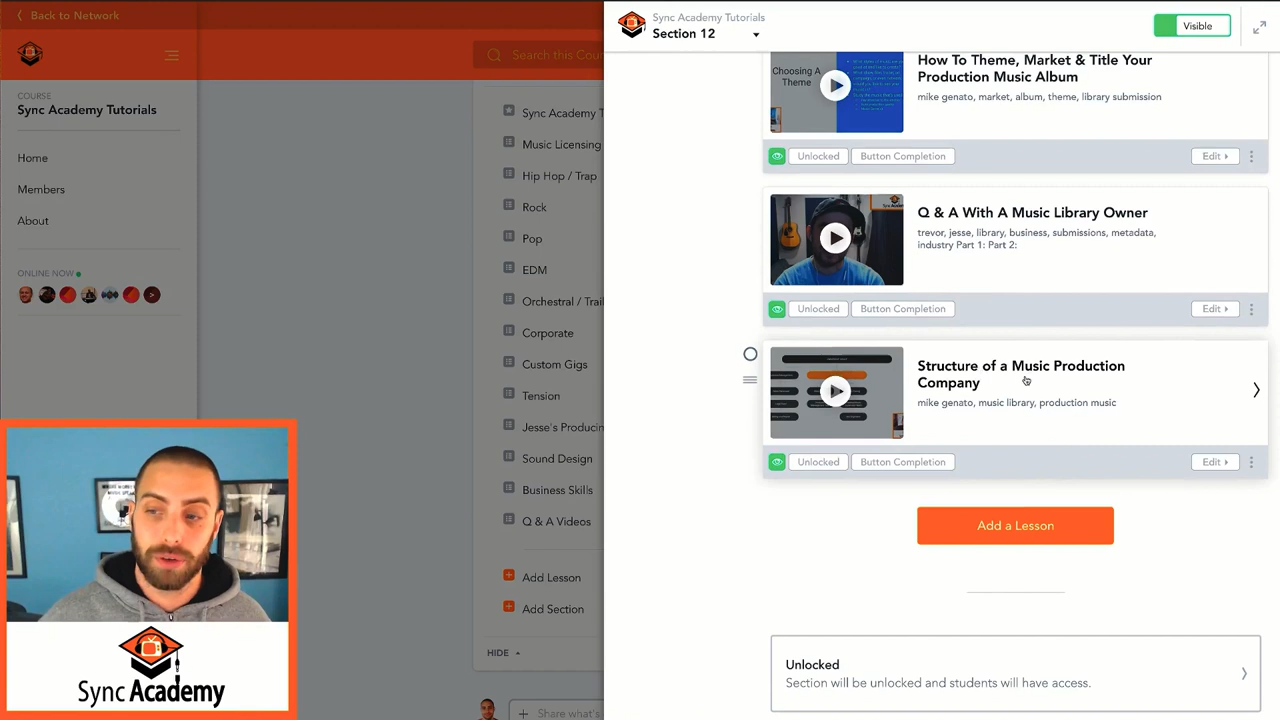 Back to Network
COURSE
Sync Academy Tutorials
Home
Members
About
ONLINE NOW
Search this Cou
Sync Academy T
Music Licensing
Hip Hop / Trap
Rock
Pop
EDM
Orchestral / Trail
Corporate
Custom Gigs
Tension
Jesse's Producin
Sound Design
Business Skills
Q & A Videos
Add Lesson
Add Section
HIDE
Share what's
Sync Academy
Sync Academy Tutorials
Section 12
Visible
Choosing A
Theme
How To Theme, Market & Title Your
Production Music Album
mike genato, market, album, theme, library submission
Unlocked
Button Completion
Edit
Q & A With A Music Library Owner
trevor, jesse, library, business, submissions, metadata,
industry Part 1: Part 2:
Unlocked
Button Completion
Edit
Structure of a Music Production
Company
mike genato, music library, production music
Unlocked
Button Completion
Edit
Add a Lesson
Unlocked
Section will be unlocked and students will have access.